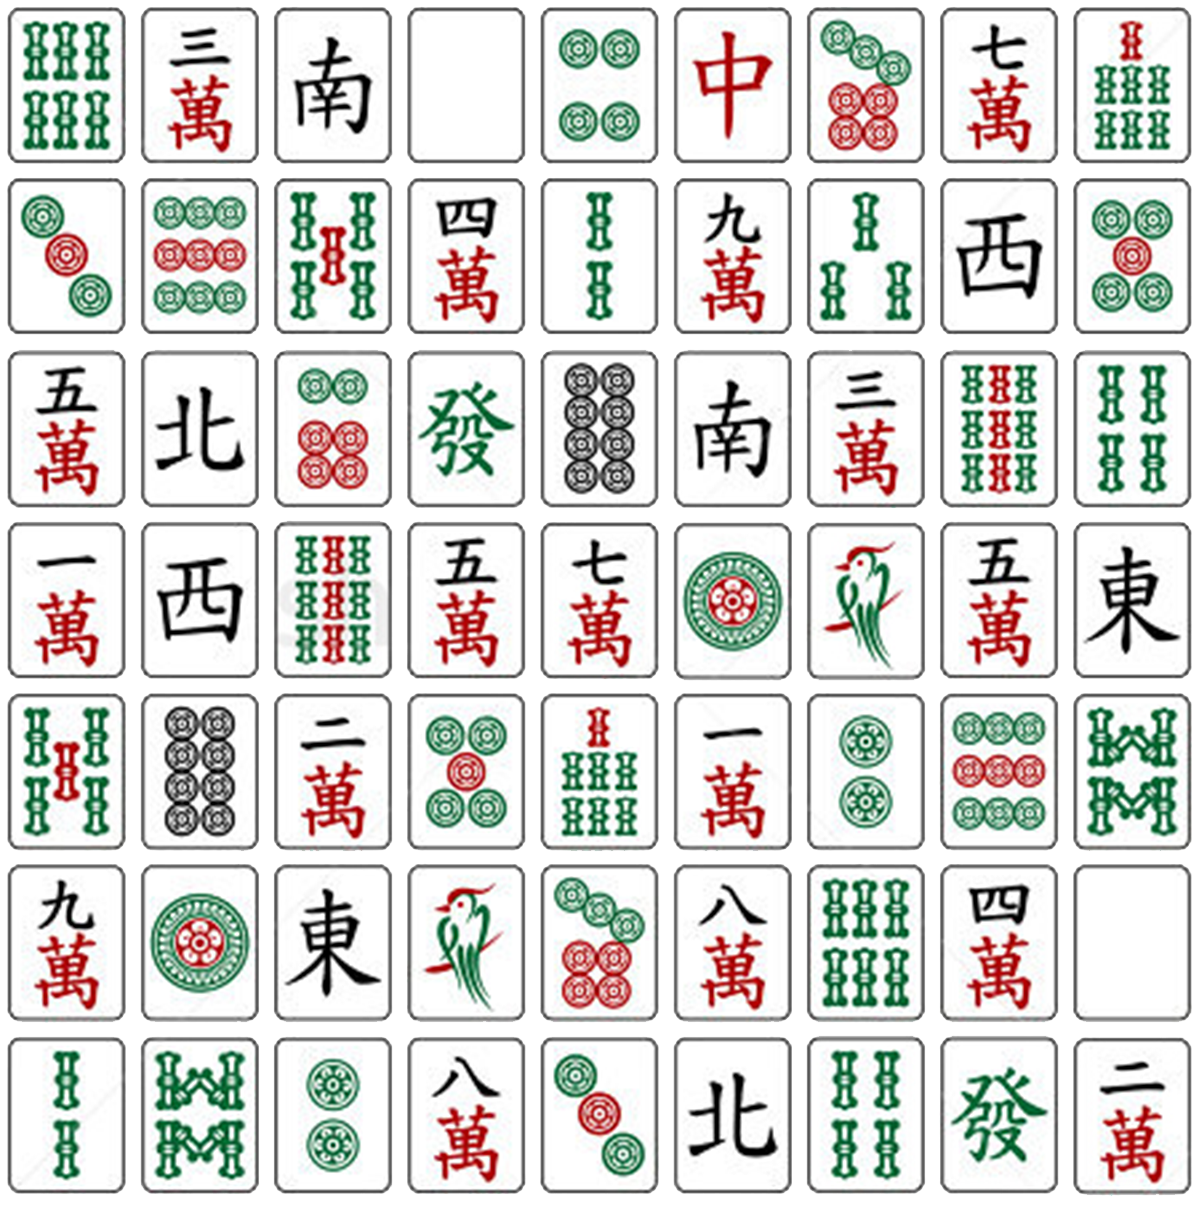 三萬 南 中 七萬
四萬 九萬 西
五萬 北 發 南 三萬
一萬 西 五萬 七萬 五萬 東
二萬 一萬
九萬 東 八萬 四萬
八萬 北 發 二萬